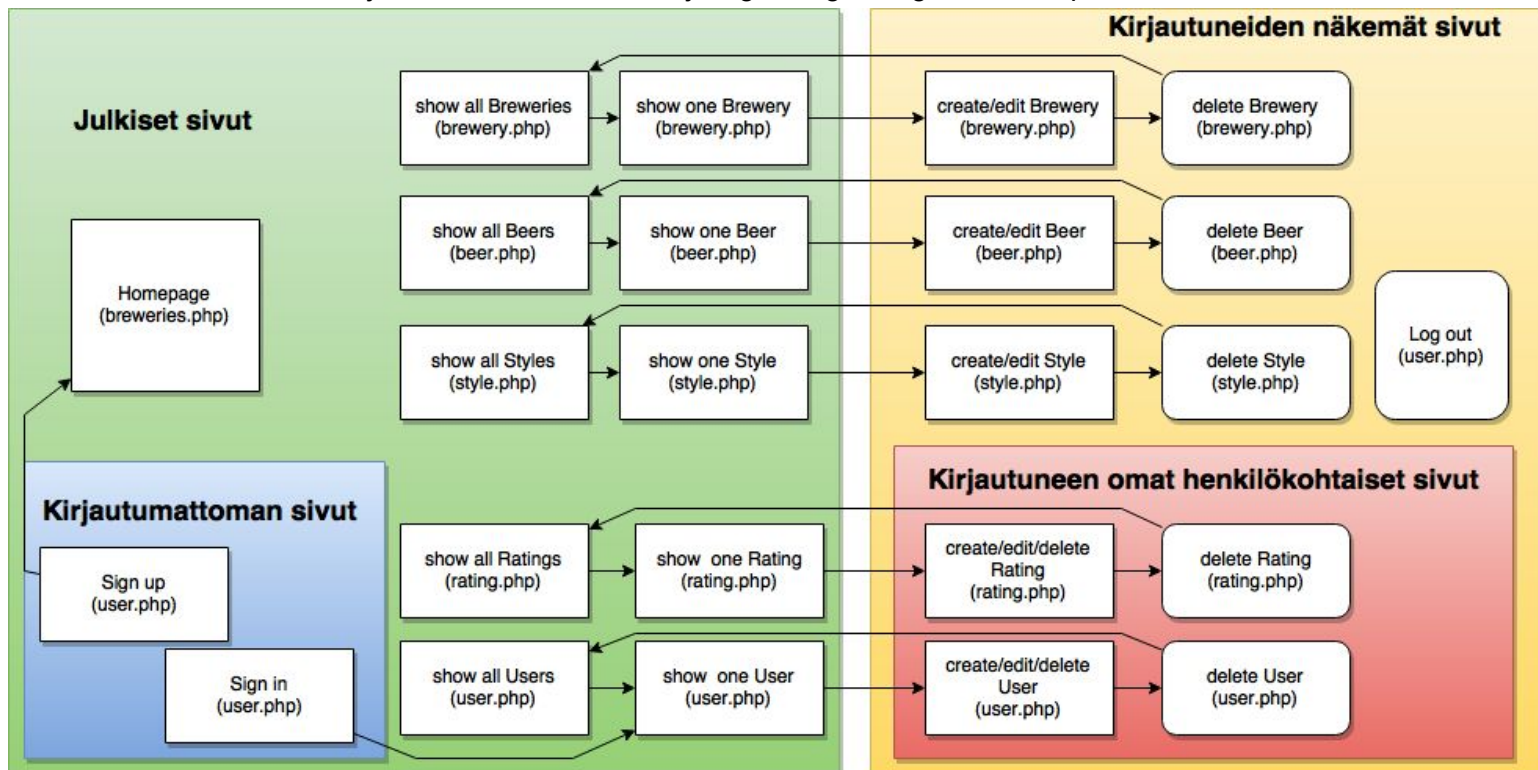 Kirjautuneiden näkemät sivut
Julkiset sivut
show all Breweries
(brewery.php)
show one Brewery
(brewery.php)
create/edit Brewery
(brewery.php)
delete Brewery
(brewery.php)
show all Beers
(beer.php)
show one Beer
(beer.php)
create/edit Beer
(beer.php)
delete Beer
(beer.php)
Homepage
(breweries.php)
show all Styles
(style.php)
show one Style
(style.php)
create/edit Style
(style.php)
delete Style
(style.php)
Log out
(user.php)
Kirjautumattoman sivut
Kirjautuneen omat henkilökohtaiset sivut
Sign up
(user.php)
show all Ratings
(rating.php)
show one Rating
(rating.php)
create/edit/delete
Rating
(rating.php)
delete Rating
(rating.php)
Sign in
(user.php)
show all Users
(user.php)
show one User
(user.php)
create/edit/delete
User
(user.php)
delete User
(user.php)